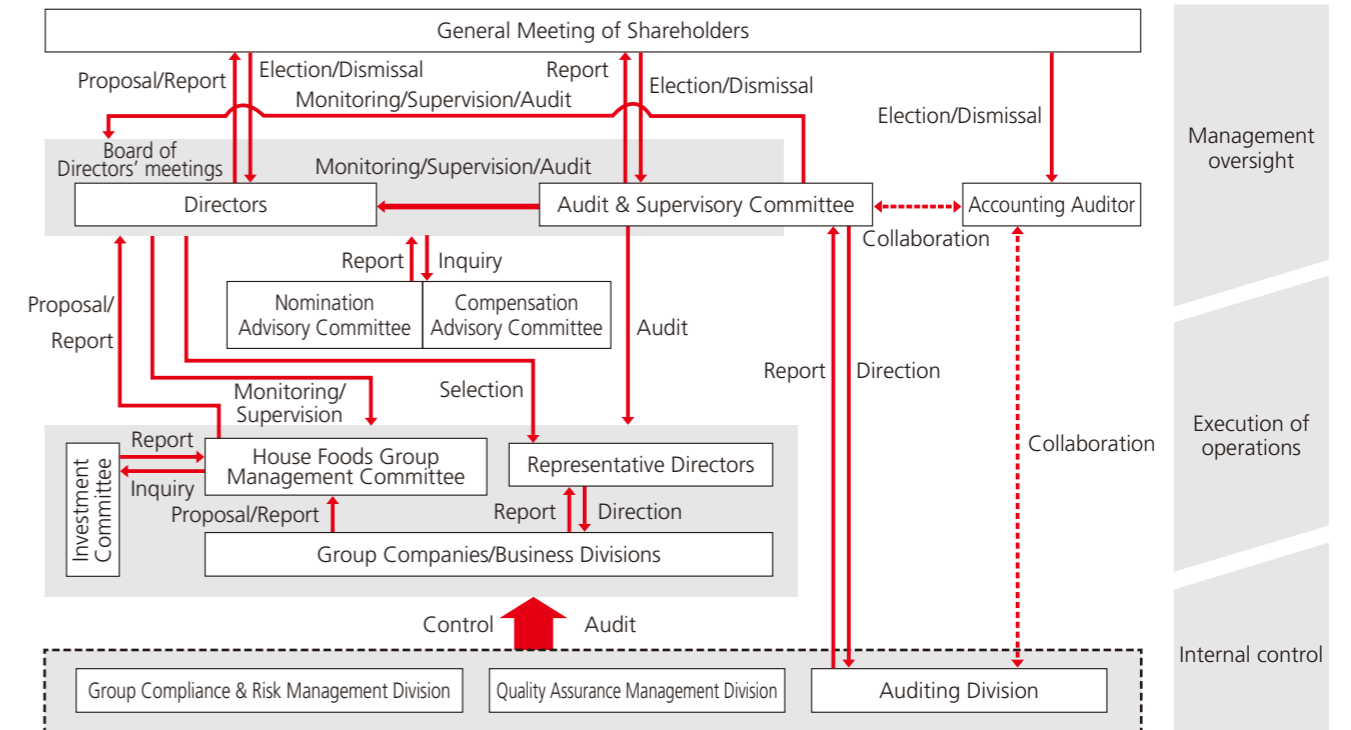 General Meeting of Shareholders
Proposal/Report
Election/Dismissal
Report
Election/Dismissal
Election/Dismissal
Monitoring/Supervision/Audit
Management
oversight
Board of
Directors’ meetings
Monitoring/Supervision/Audit
Directors
Audit & Supervisory Committee
Accounting Auditor
Collaboration
Report
Inquiry
Nomination
Advisory Committee
Compensation
Advisory Committee
Proposal/
Report
Audit
Report
Direction
Monitoring/
Supervision
Selection
Execution of
operations
Collaboration
Investment
Committee
Report
Inquiry
House Foods Group
Management Committee
Representative Directors
Proposal/Report
Report
Direction
Group Companies/Business Divisions
Control
Audit
Internal control
Group Compliance & Risk Management Division
Quality Assurance Management Division
Auditing Division